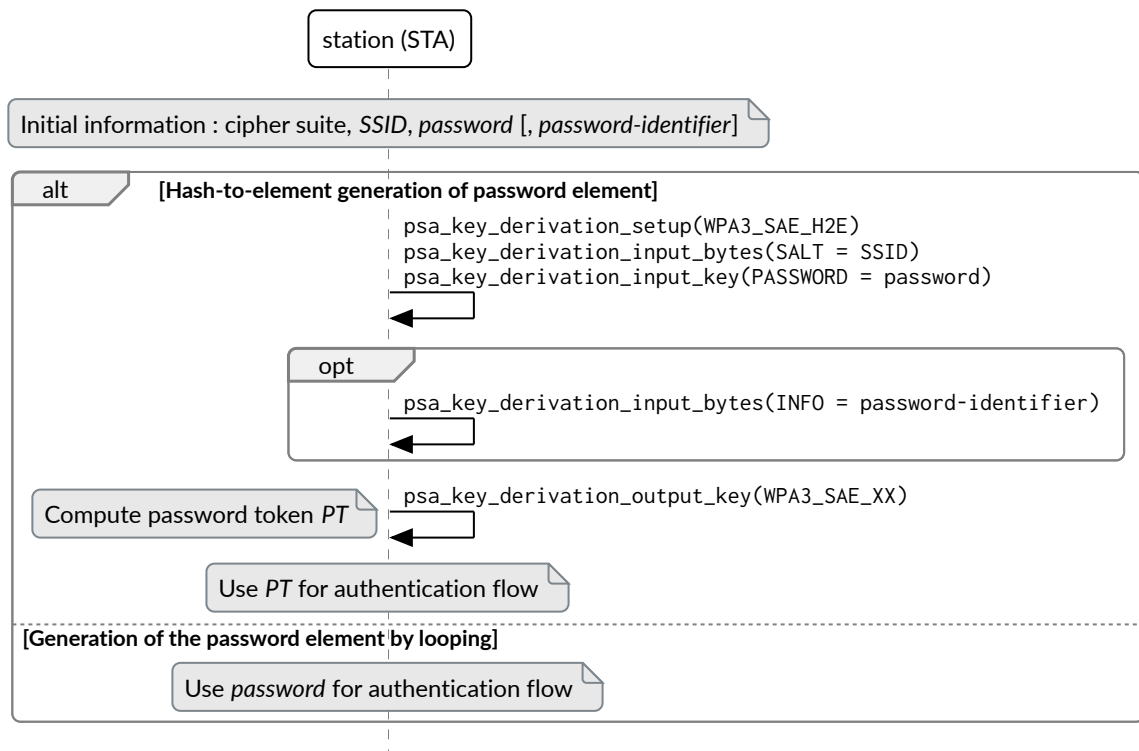 station (STA)
Initial information : cipher suite, SSID, password [, password-identifier]
alt
[Hash-to-element generation of password element]
psa_key_derivation_setup(WPA3_SAE_H2E)
psa_key_derivation_input_bytes(SALT = SSID)
psa_key_derivation_input_key(PASSWORD = password)
opt
psa_key_derivation_input_bytes(INFO = password-identifier)
psa_key_derivation_output_key(WPA3_SAE_XX)
Compute password token PT
Use PT for authentication flow
[Generation of the password element by looping]
Use password for authentication flow